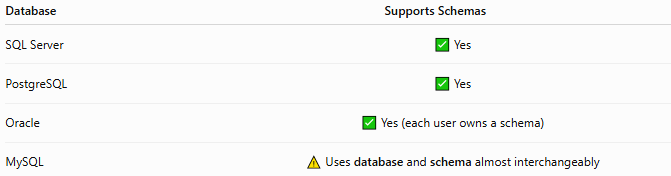 Database Supports Schemas
SQL Server ✅ Yes
PostgreSQL ✅ Yes
Oracle ✅ Yes (each user owns a schema)
MySQL ⚠️ Uses database and schema almost interchangeably